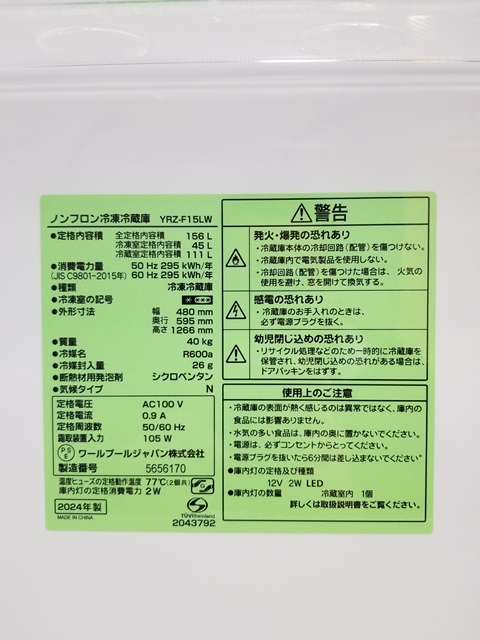 ノンフロン冷凍冷蔵庫 YRZ-F15LW
●定格内容積 全定格内容積 156 L
冷凍室定格内容積 45 L
冷蔵室定格内容積 111 L
●消費電力量 50 Hz 295 kWh/年
(JIS C9801-2015年) 60 Hz 295 kWh/年
●種類 冷凍冷蔵庫
●冷凍室の記号
●外形寸法 幅 480 mm
奥行 595 mm
高さ 1266 mm
●質量 40 kg
●冷媒名 R600a
●冷媒封入量 26 g
●断熱材用発泡剤 シクロペンタン
●気候タイプ N
定格電圧 AC100 V
定格電流 0.9 A
定格周波数 50/60 Hz
霜取装置入力 105 W
PSE ワールプールジャパン株式会社
製造番号 5656170
温度ヒューズの定格動作温度 77℃(2個共)
庫内灯の定格消費電力 2 W
2024年製
MADE IN CHINA
TÜVRheinland
2043792
警告
発火・爆発の恐れあり
・冷蔵庫本体の冷却回路(配管)を傷つけない。
・冷蔵庫内で電気製品を使用しない。
・冷却回路(配管)を傷つけた場合は、火気の
使用を避け、窓を開けて換気する。
感電の恐れあり
・冷蔵庫のお手入れのときは、
必ず電源プラグを抜く。
幼児閉じ込めの恐れあり
・リサイクル処理などのため一時的に冷蔵庫を
保管され、幼児閉じ込めの恐れがある場合は、
ドアパッキンをはずす。
使用上のご注意
・冷蔵庫の表面が熱く感じるのは異常ではなく、庫内の
食品には影響ありません。
・水気の多い食品は、庫内の奥に置かないでください。
・電源は、必ずコンセントからとってください。
・電源プラグを抜いたら6分間は差し込まないでください。
●庫内灯の定格及び種類
12V 2W LED
●庫内灯の数量 冷蔵室内 1個
詳しくは取扱説明書をご覧ください。